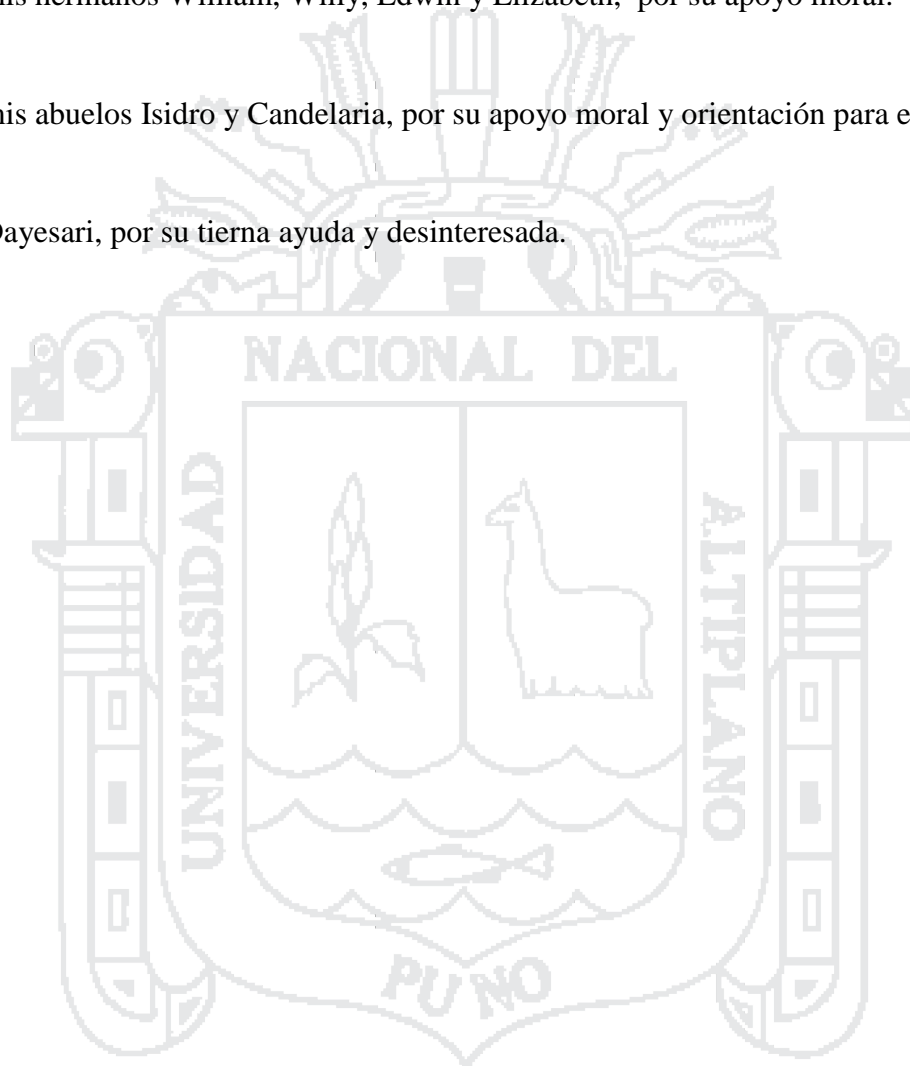 mis hermanos William, Willy, Edwin y Elizabeth, por su apoyo moral.
mis abuelos Isidro y Candelaria, por su apoyo moral y orientación para e
Dayesari, por su tierna ayuda y desinteresada.
NACIONAL DEL
UNIVERSIDAD
ALTIPLANO
PUNO